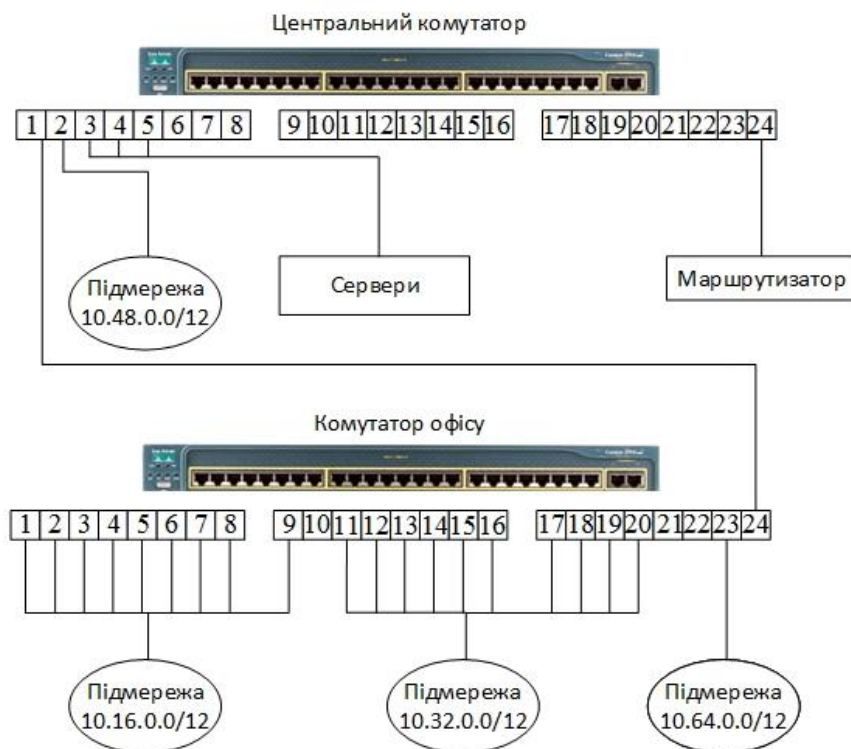 Центральний комутатор
1 2 3 4 5 6 7 8 9 10 11 12 13 14 15 16 17 18 19 20 21 22 23 24
Підмережа
10.48.0.0/12
Сервери
Маршрутизатор
Комутатор офісу
1 2 3 4 5 6 7 8 9 10 11 12 13 14 15 16 17 18 19 20 21 22 23 24
Підмережа
10.16.0.0/12
Підмережа
10.32.0.0/12
Підмережа
10.64.0.0/12